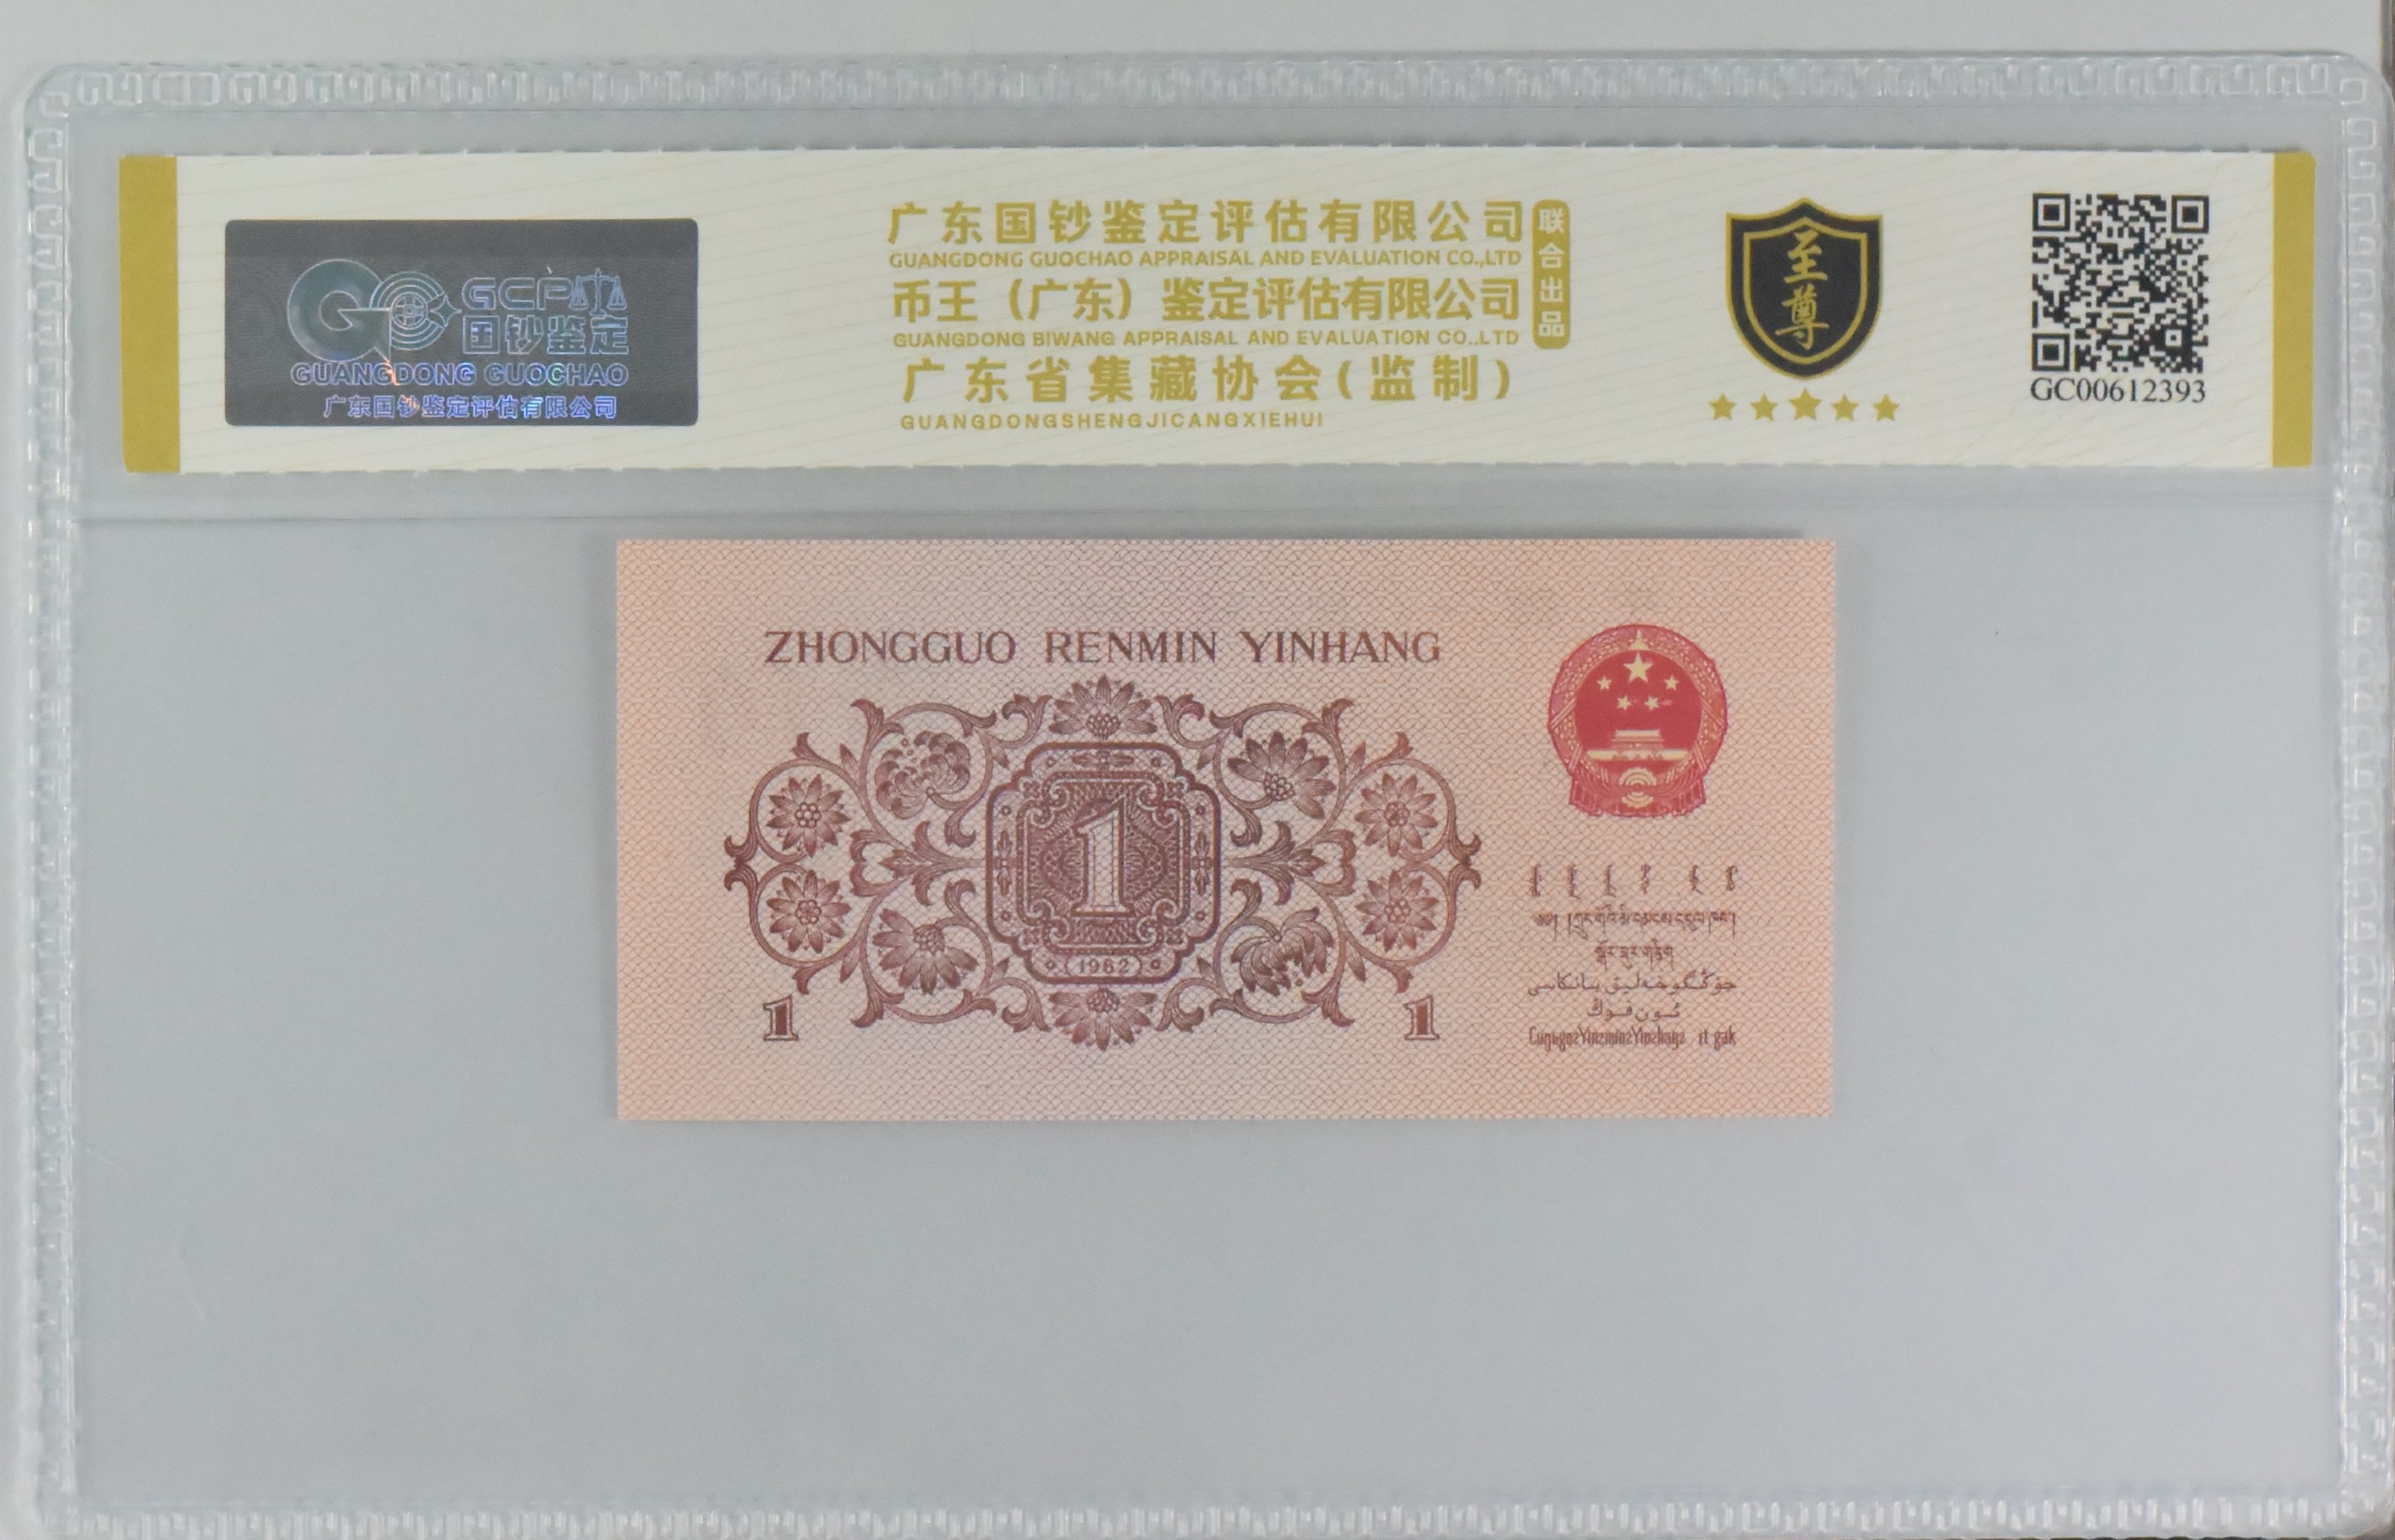 GCP
国钞鉴定
GUANGDONG GUOCHAO
广东国钞鉴定评估有限公司
广东国钞鉴定评估有限公司
GUANGDONG GUOCHAO APPRAISAL AND EVALUATION CO.,LTD
币王（广东）鉴定评估有限公司
GUANGDONG BIWANG APPRAISAL AND EVALUATION CO.,LTD
广东省集藏协会(监制)
GUANGDONGSHENGJICANGXIEHUI
联合出品
至尊
GC00612393
ZHONGGUO RENMIN YINHANG
1
1962
1
1